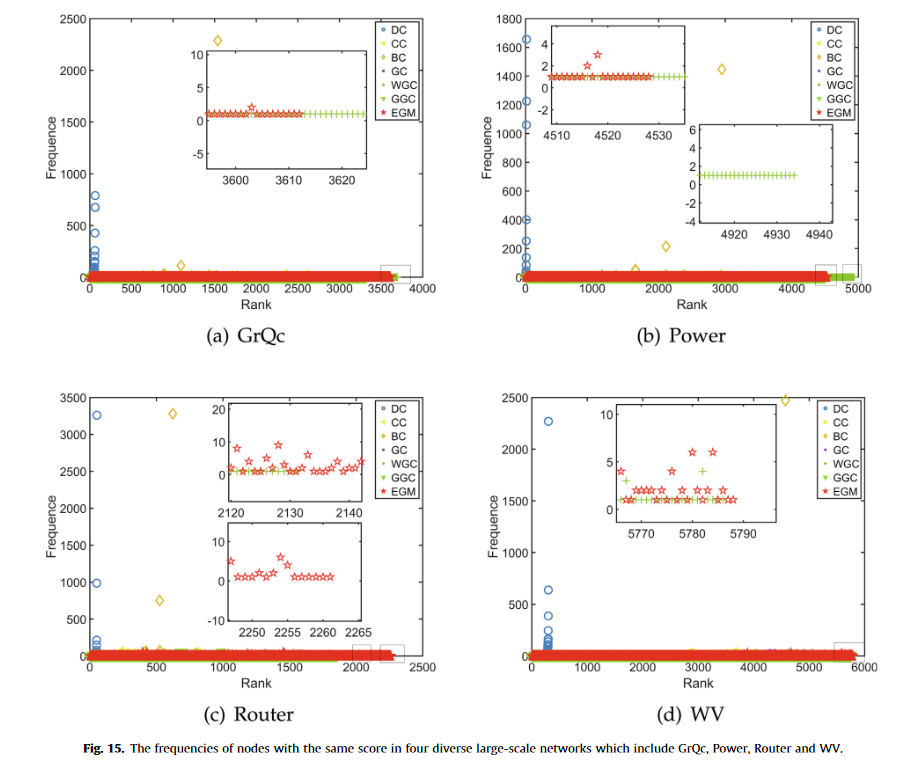 2500
2000
1500
1000
500
0
Frequence
10
5
0
-5
3600 3610 3620
DC
CC
BC
GC
WGC
GGC
EGM
0 500 1000 1500 2000 2500 3000 3500 4000
Rank
(a) GrQc
1800
1600
1400
1200
1000
800
600
400
200
0
Frequence
4
2
0
-2
4510 4520 4530
6
4
2
0
-2
-4
4920 4930 4940
DC
CC
BC
GC
WGC
GGC
EGM
0 1000 2000 3000 4000 5000
Rank
(b) Power
3500
3000
2500
2000
1500
1000
500
0
Frequence
20
10
0
2120 2130 2140
10
0
-10
2250 2255 2260 2265
DC
CC
BC
GC
WGC
GGC
EGM
0 500 1000 1500 2000 2500
Rank
(c) Router
2500
2000
1500
1000
500
0
Frequence
10
5
0
5770 5780 5790
DC
CC
BC
GC
WGC
GGC
EGM
0 1000 2000 3000 4000 5000 6000
Rank
(d) WV
Fig. 15. The frequencies of nodes with the same score in four diverse large-scale networks which include GrQc, Power, Router and WV.